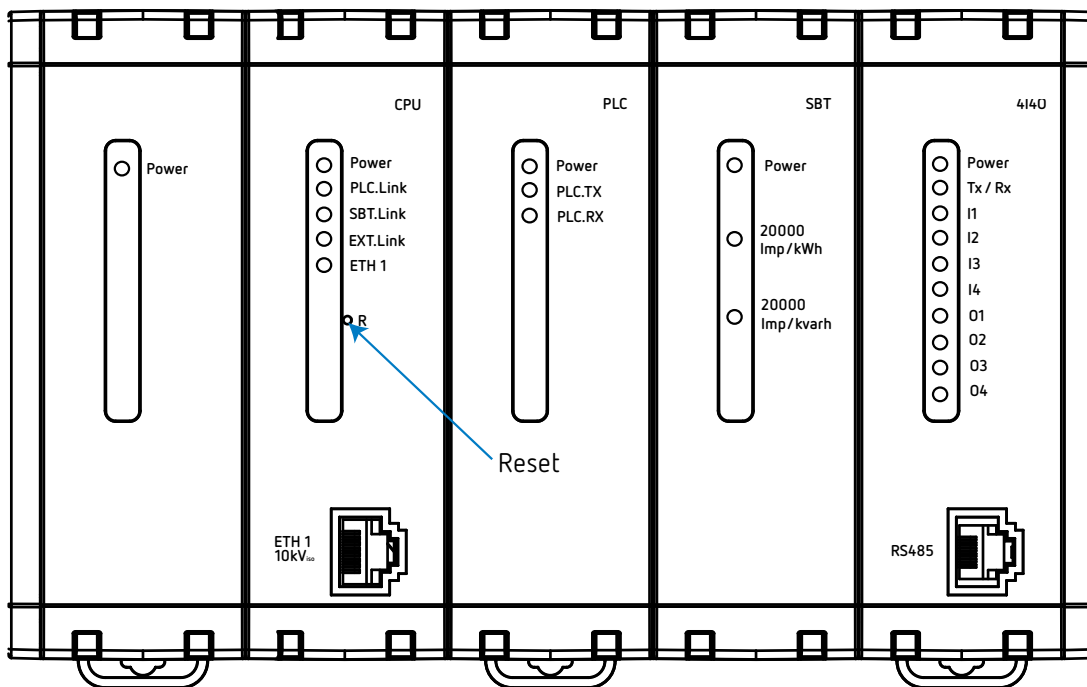 CPU
PLC
SBT
4I4O
Power
Power
PLC.Link
SBT.Link
EXT.Link
ETH 1
R
Power
PLC.TX
PLC.RX
Power
20000
Imp/kWh
20000
Imp/kvarh
Power
Tx / Rx
I1
I2
I3
I4
O1
O2
O3
O4
Reset
ETH 1
10kViso
RS485